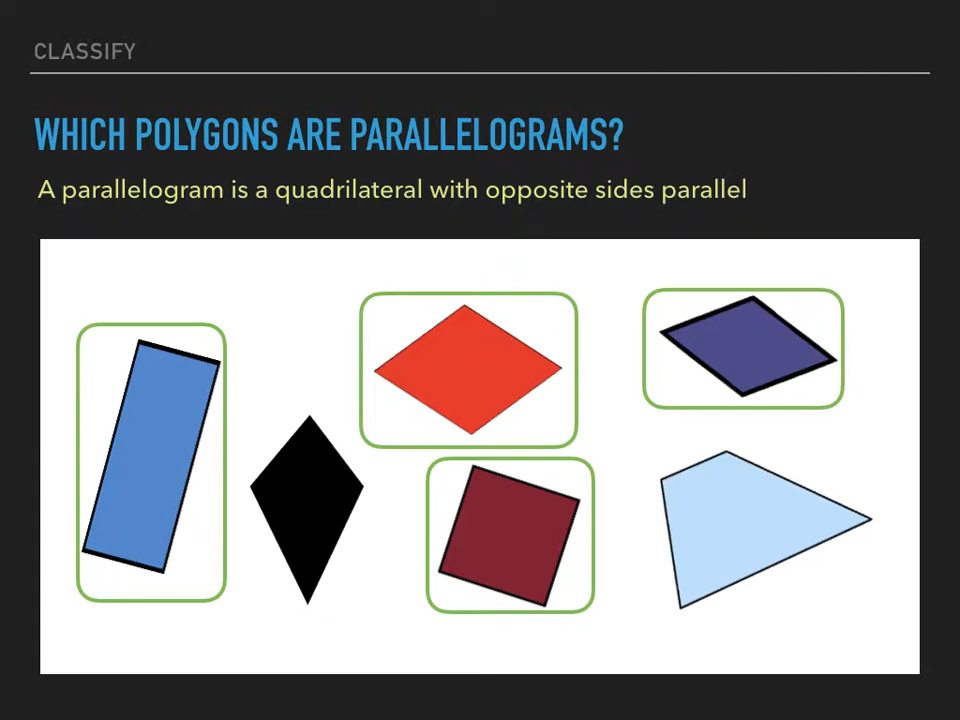 CLASSIFY
WHICH POLYGONS ARE PARALLELOGRAMS?
A parallelogram is a quadrilateral with opposite sides parallel